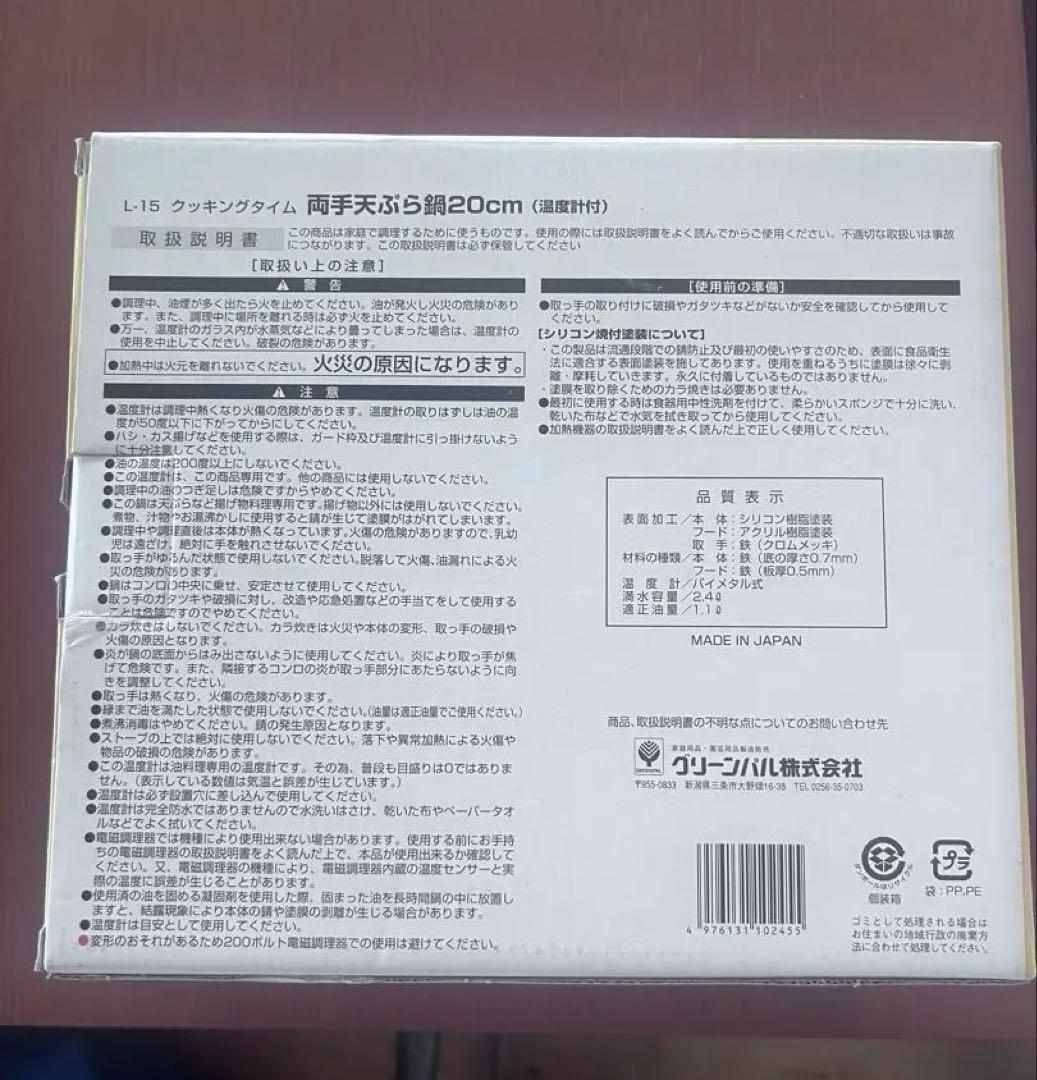 L-15 クッキングタイム 両手天ぷら鍋20cm（温度計付）
取扱説明書
この商品は家庭で調理するために使うものです。使用の際には取扱説明書をよく読んでからご使用ください。不適切な取扱いは事故
につながります。この取扱説明書は必ず保管してください
［取扱い上の注意］
⚠ 警告
●調理中、油煙が多く出たら火を止めてください。油が発火し火災の危険があり
ます。また、調理中に場所を離れる時は必ず火を止めてください。
●万一、温度計のガラス内が水蒸気などにより曇ってしまった場合は、温度計の
使用を中止してください。破裂の危険があります。
●加熱中は火元を離れないでください。火災の原因になります。
⚠ 注意
●温度計は調理中熱くなり火傷の危険があります。温度計の取りはずしは油の温
度が50度以下に下がってからにしてください。
●ハシ・カス揚げなどを使用する際は、ガード枠及び温度計に引っ掛けないよう
に十分注意してください。
●油の温度は200度以上にしないでください。
●この温度計は、この商品専用です。他の商品には使用しないでください。
●調理中の油のつぎ足しは危険ですからやめてください。
●この鍋は天ぷらなど揚げ物料理専用です。揚げ物以外には使用しないでください。
煮物、汁物やお湯沸かしに使用すると錆が生じて塗膜がはがれてしまいます。
●調理中や調理直後は本体が熱くなっています。火傷の危険がありますので、乳幼
児は遠ざけ、絶対に手を触れさせないでください。
●取っ手がゆるんだ状態で使用しないでください。脱落して火傷、油漏れによる火
災の危険があります。
●鍋はコンロの中央に乗せ、安定させて使用してください。
●取っ手のガタツキや破損に対し、改造や応急処置などの手当てをして使用する
ことは危険ですのでやめてください。
●カラ炊きはしないでください。カラ炊きは火災や本体の変形、取っ手の破損や
火傷の原因となります。
●炎が鍋の底面からはみ出さないように使用してください。炎により取っ手が焦
げて危険です。また、隣接するコンロの炎が取っ手部分にあたらないように向
きを調整してください。
●取っ手は熱くなり、火傷の危険があります。
●縁まで油を満たした状態で使用しないでください。（油量は適正油量でご使用ください。）
●煮沸消毒はやめてください。錆の発生原因となります。
●ストーブの上では絶対に使用しないでください。落下や異常加熱による火傷や
物品の破損の危険があります。
●この温度計は油料理専用の温度計です。その為、普段も目盛りは0ではありま
せん。（表示している数値は気温と誤差が生じています。）
●温度計は必ず設置穴に差し込んで使用してください。
●温度計は完全防水ではありませんので水洗いはさけ、乾いた布やペーパータオ
ルなどでよく拭いてください。
●電磁調理器では機種により使用出来ない場合があります。使用する前にお手持
ちの電磁調理器の取扱説明書をよく読んだ上で、本品が使用出来るか確認して
ください。又、電磁調理器の機種により、電磁調理器内蔵の温度センサーと実
際の温度に誤差が生じることがあります。
●使用済の油を固める凝固剤を使用した際、固まった油を長時間鍋の中に放置し
ますと、結露現象により本体の錆や塗膜の剥離が生じる場合があります。
●温度計は目安として使用してください。
●変形のおそれがあるため200ボルト電磁調理器での使用は避けてください。
［使用前の準備］
●取っ手の取り付けに破損やガタツキなどがないか安全を確認してから使用して
ください。
［シリコン焼付塗装について］
・この製品は流通段階での錆防止及び最初の使いやすさのため、表面に食品衛生
法に適合する表面塗装を施してあります。使用を重ねるうちに塗膜は徐々に剥
離・摩耗していきます。永久に付着しているものではありません。
・塗膜を取り除くためのカラ焼きは必要ありません。
●最初に使用する時は食器用中性洗剤を付けて、柔らかいスポンジで十分に洗い、
乾いた布などで水気を拭き取ってから使用してください。
●加熱機器の取扱説明書をよく読んだ上で正しく使用してください。
品質表示
表面加工／本 体：シリコン樹脂塗装
フード：アクリル樹脂塗装
取 手：鉄（クロムメッキ）
材料の種類／本 体：鉄（底の厚さ0.7mm）
フード：鉄（板厚0.5mm）
温度計／バイメタル式
満水容量／2.4ℓ
適正油量／1.1ℓ
MADE IN JAPAN
商品、取扱説明書の不明な点についてのお問い合わせ先
家庭用品・園芸用品製造販売
グリーンパル株式会社
〒955-0833 新潟県三条市大野畑16-38 TEL 0256-35-0703
4 976131 102455
ダンボールはリサイクル
個装箱
プラ
袋：PP,PE
ゴミとして処理される場合は
お住まいの地域行政の廃棄方
法に合わせて処理してください。